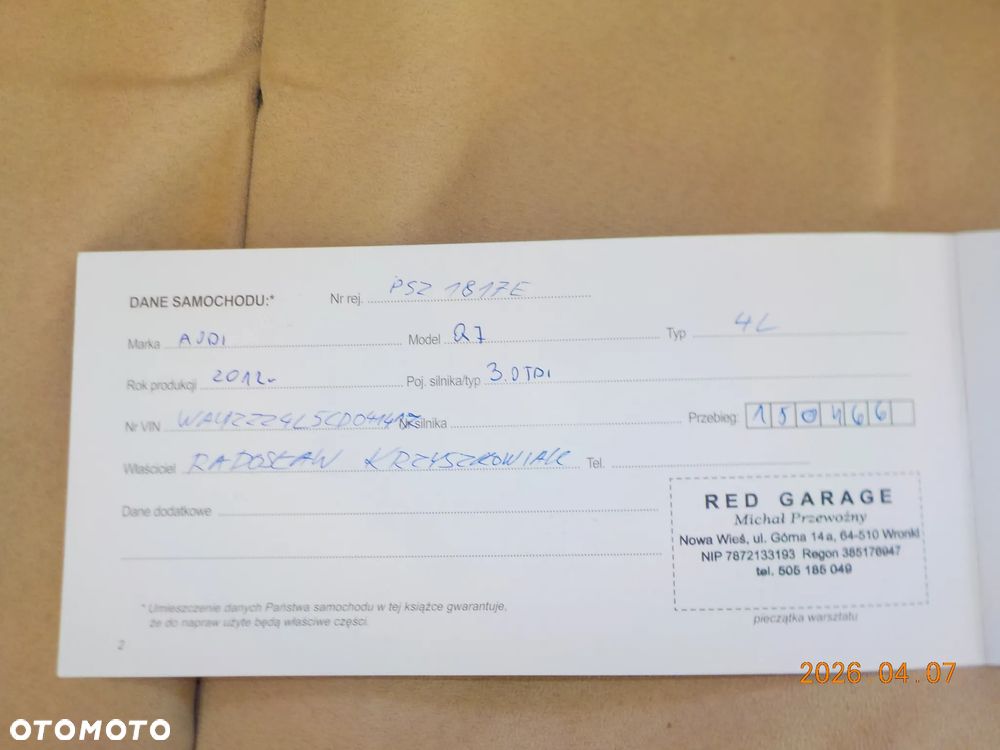 DANE SAMOCHODU:* Nr rej. PSZ 1817E
Marka AUDI Model Q7 Typ 4L
Rok produkcji 2012r Poj. silnika/typ 3.0TDI
Nr VIN Nr silnika Przebieg: 150466
Właściciel RADOSŁAW KRZYSZKOWIAK Tel.
Dane dodatkowe
RED GARAGE
Michał Przewoźny
Nowa Wieś, ul. Górna 14a, 64-510 Wronki
NIP 7872133193 Regon 385176947
tel. 505 185 049
pieczątka warsztatu
* Umieszczenie danych Państwa samochodu w tej książce gwarantuje,
że do napraw użyte będą właściwe części.
2
2026 04.07
OTOMOTO